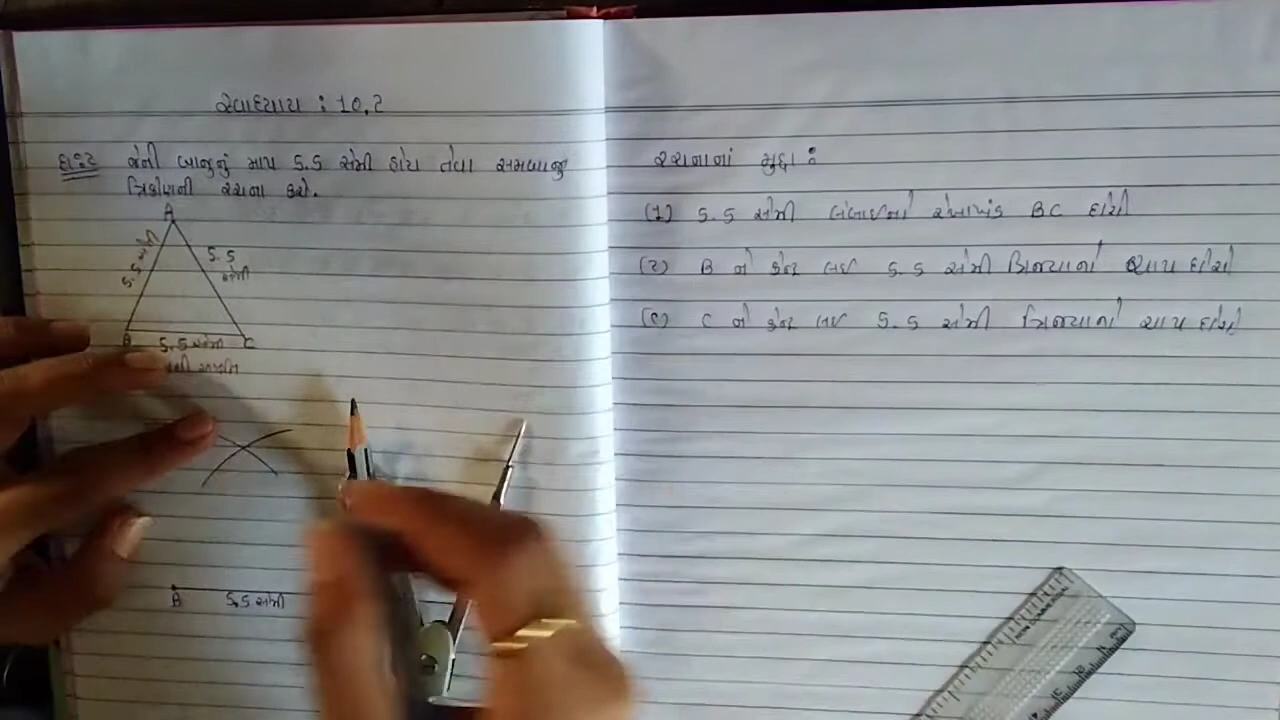 સ્વાધ્યાય : 10.2
દા:2 જેની બાજુનું માપ 5.5 સેમી હોય તેવા સમબાજુ
ત્રિકોણની રચના કરો.
A
5.5 સેમી
5.5
સેમી
B 5.5 સેમી C
B 5.5 સેમી
રચનાનાં મુદ્દા :
(1) 5.5 સેમી લંબાઈનો રેખાખંડ BC દોરો
(2) B ને કેન્દ્ર લઈ 5.5 સેમી ત્રિજ્યાનો ચાપ દોરો
(૯) C ને કેન્દ્ર લઈ 5.5 સેમી ત્રિજ્યાનો ચાપ દોરો